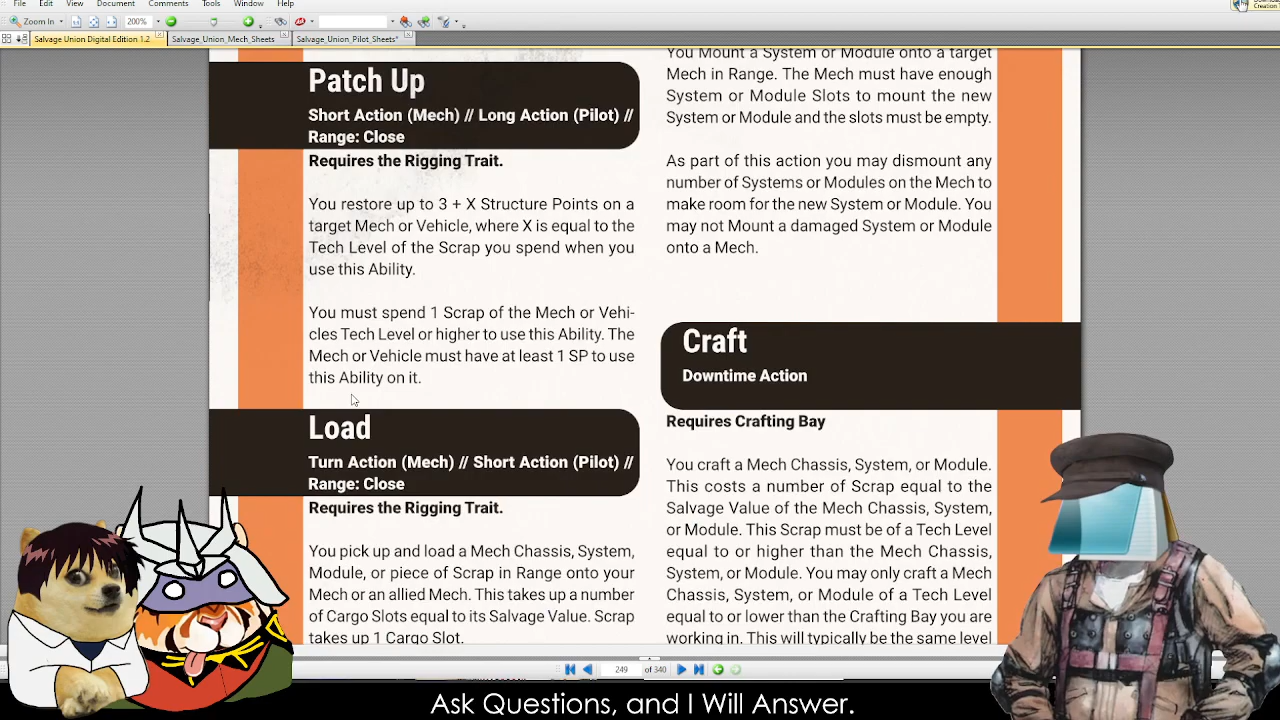 File Edit View Document Comments Tools Window Help
Zoom In 200%
Salvage Union Digital Edition 1.2 Salvage_Union_Mech_Sheets Salvage_Union_Pilot_Sheets*
Patch Up
Short Action (Mech) // Long Action (Pilot) //
Range: Close
Requires the Rigging Trait.
You restore up to 3 + X Structure Points on a
target Mech or Vehicle, where X is equal to the
Tech Level of the Scrap you spend when you
use this Ability.
You must spend 1 Scrap of the Mech or Vehi-
cles Tech Level or higher to use this Ability. The
Mech or Vehicle must have at least 1 SP to use
this Ability on it.
Load
Turn Action (Mech) // Short Action (Pilot) //
Range: Close
Requires the Rigging Trait.
You pick up and load a Mech Chassis, System,
Module, or piece of Scrap in Range onto your
Mech or an allied Mech. This takes up a number
of Cargo Slots equal to its Salvage Value. Scrap
takes up 1 Cargo Slot.
You Mount a System or Module onto a target
Mech in Range. The Mech must have enough
System or Module Slots to mount the new
System or Module and the slots must be empty.
As part of this action you may dismount any
number of Systems or Modules on the Mech to
make room for the new System or Module. You
may not Mount a damaged System or Module
onto a Mech.
Craft
Downtime Action
Requires Crafting Bay
You craft a Mech Chassis, System, or Module.
This costs a number of Scrap equal to the
Salvage Value of the Mech Chassis, System,
or Module. This Scrap must be of a Tech Level
equal to or higher than the Mech Chassis,
System, or Module. You may only craft a Mech
Chassis, System, or Module of a Tech Level
equal to or lower than the Crafting Bay you are
working in. This will typically be the same level
249 of 340
Ask Questions, and I Will Answer.